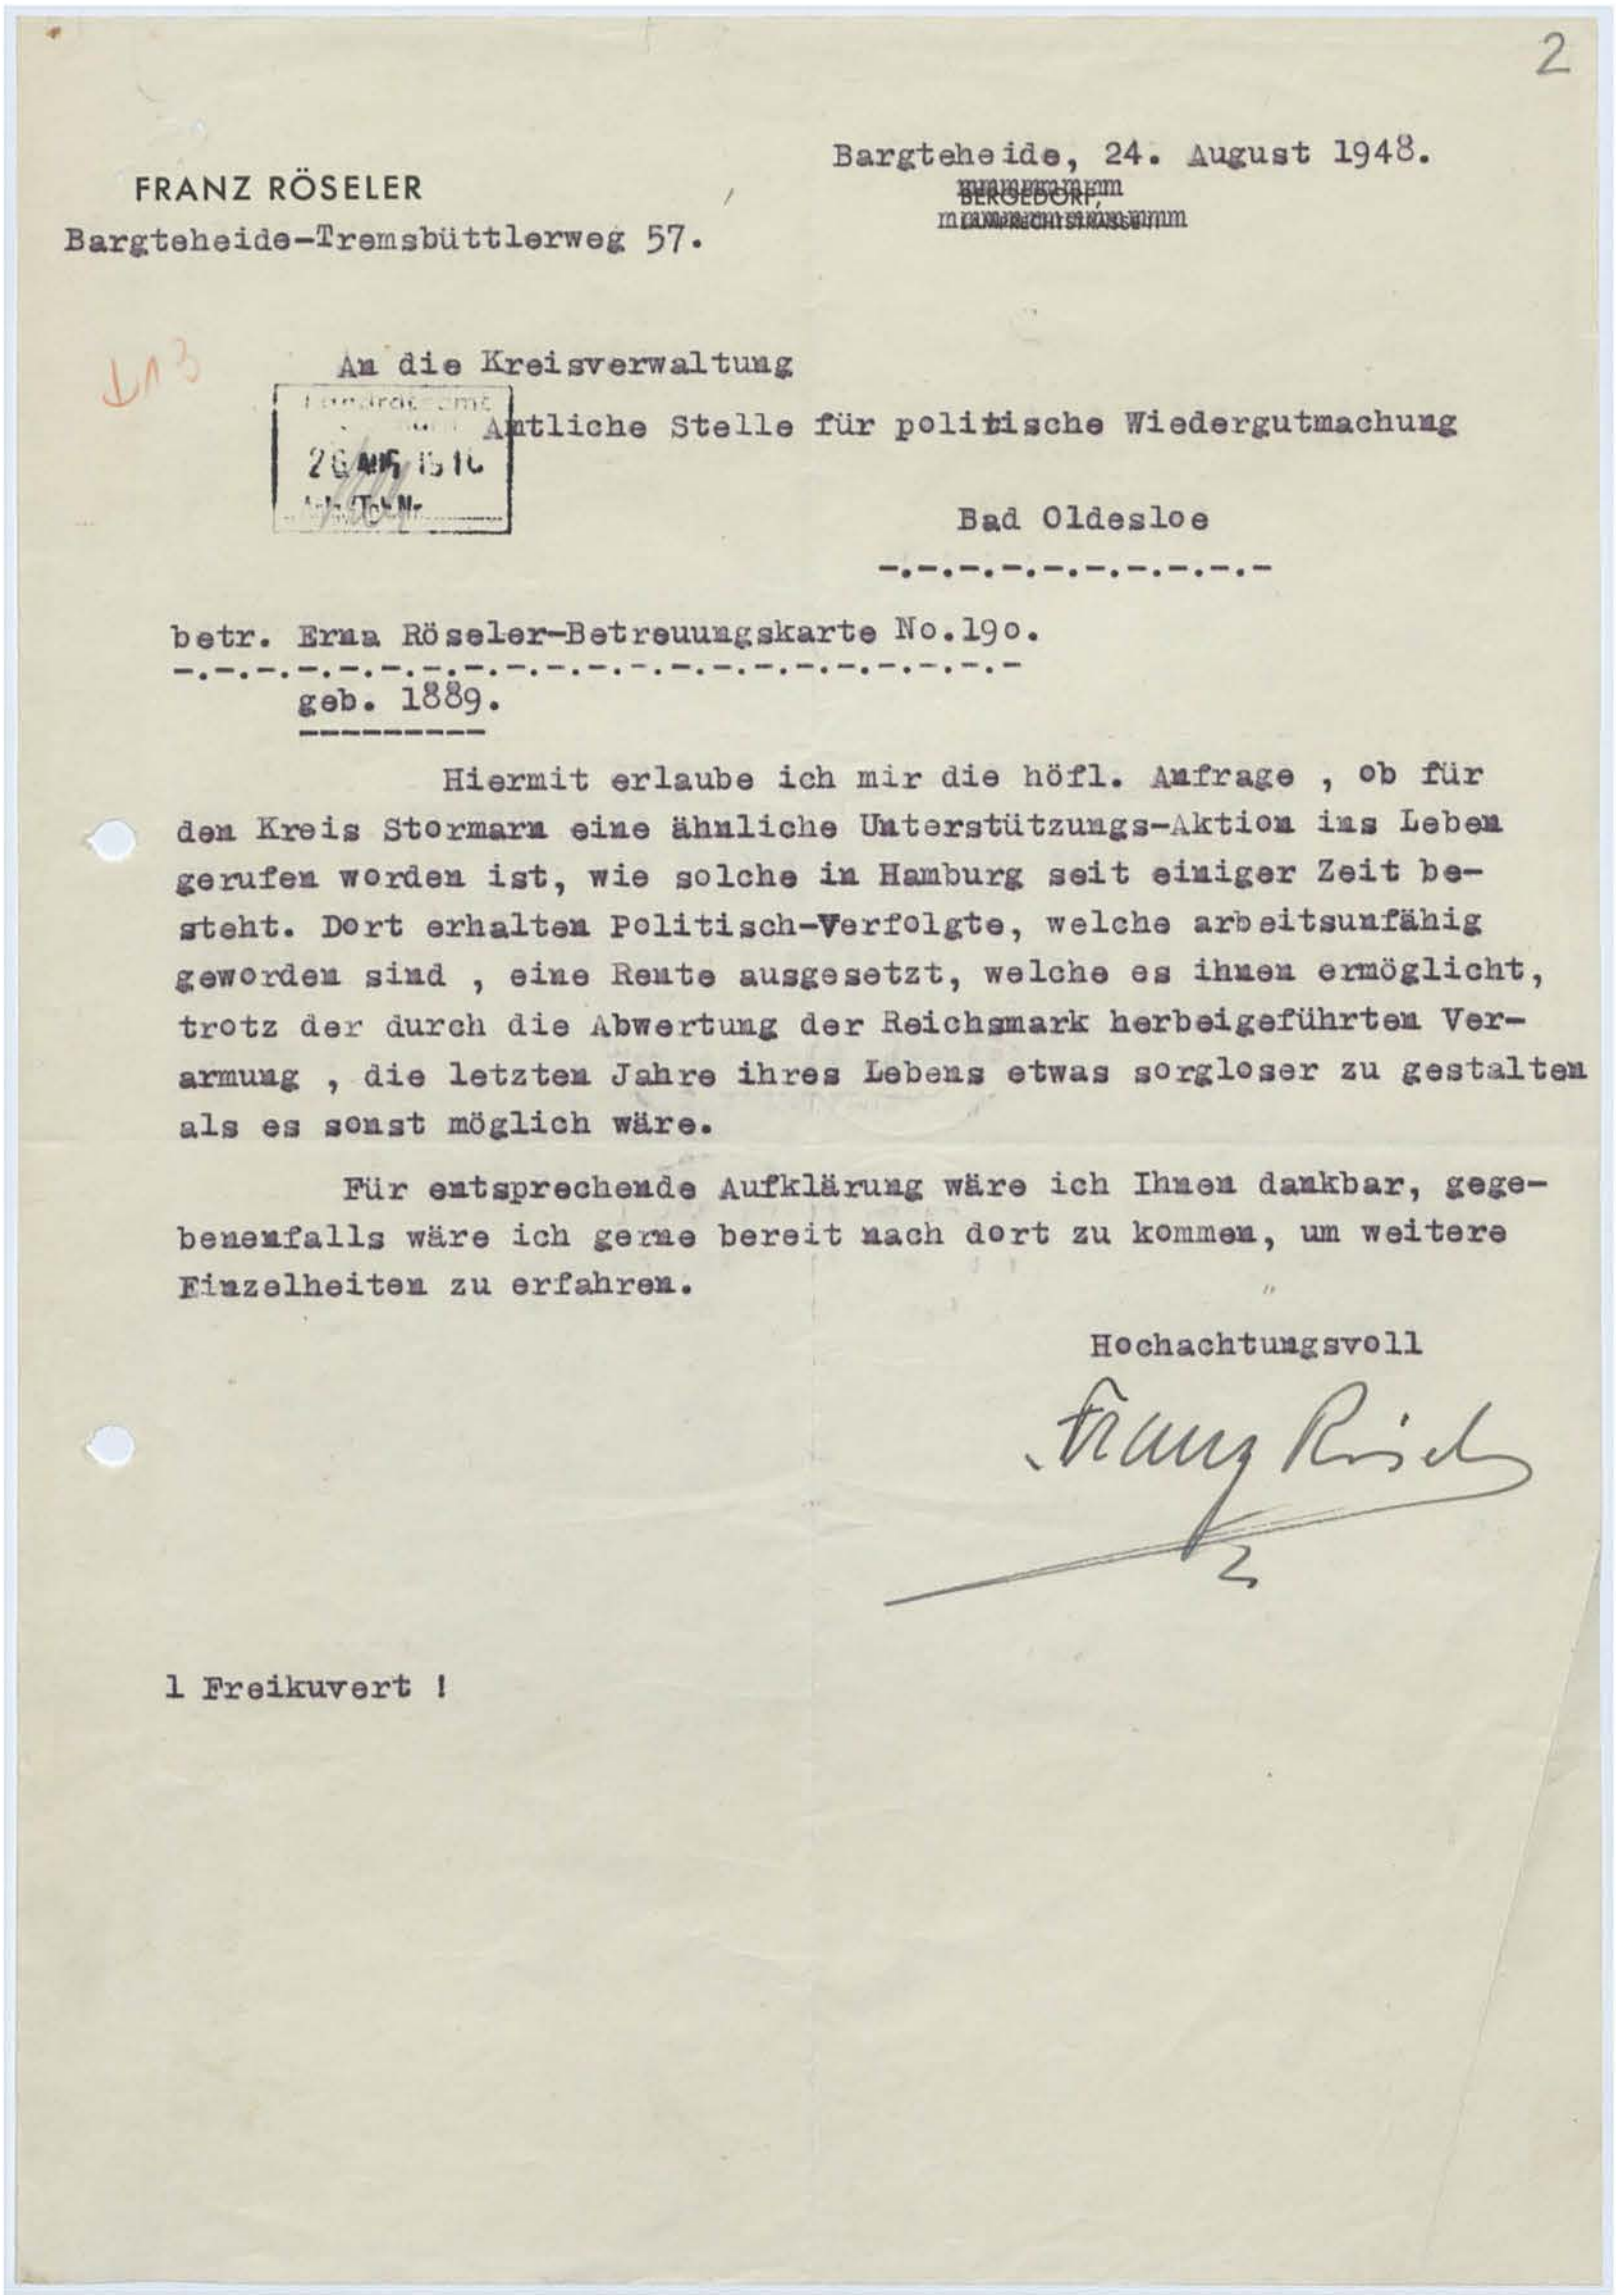 2
Bargteheide, 24. August 1948.
FRANZ RÖSELER
BERGEDORF,
Bargteheide-Tremsbüttlerweg 57.
An die Kreisverwaltung
Amtliche Stelle für politische Wiedergutmachung
Bad Oldesloe
-.-.-.-.-.-.-.-.-.-
betr. Erna Röseler-Betreuungskarte No.190.
-.-.-.-.-.-.-.-.-.-.-.-.-.-.-.-.-.-.-.-.-
geb. 1889.
---------
Hiermit erlaube ich mir die höfl. Anfrage , ob für
den Kreis Stormarn eine ähnliche Unterstützungs-Aktion ins Leben
gerufen worden ist, wie solche in Hamburg seit einiger Zeit be-
steht. Dort erhalten Politisch-Verfolgte, welche arbeitsunfähig
geworden sind , eine Rente ausgesetzt, welche es ihnen ermöglicht,
trotz der durch die Abwertung der Reichsmark herbeigeführten Ver-
armung , die letzten Jahre ihres Lebens etwas sorgloser zu gestalten
als es sonst möglich wäre.
Für entsprechende Aufklärung wäre ich Ihnen dankbar, gege-
benenfalls wäre ich gerne bereit nach dort zu kommen, um weitere
Einzelheiten zu erfahren.
Hochachtungsvoll
Franz Röseler
1 Freikuvert !